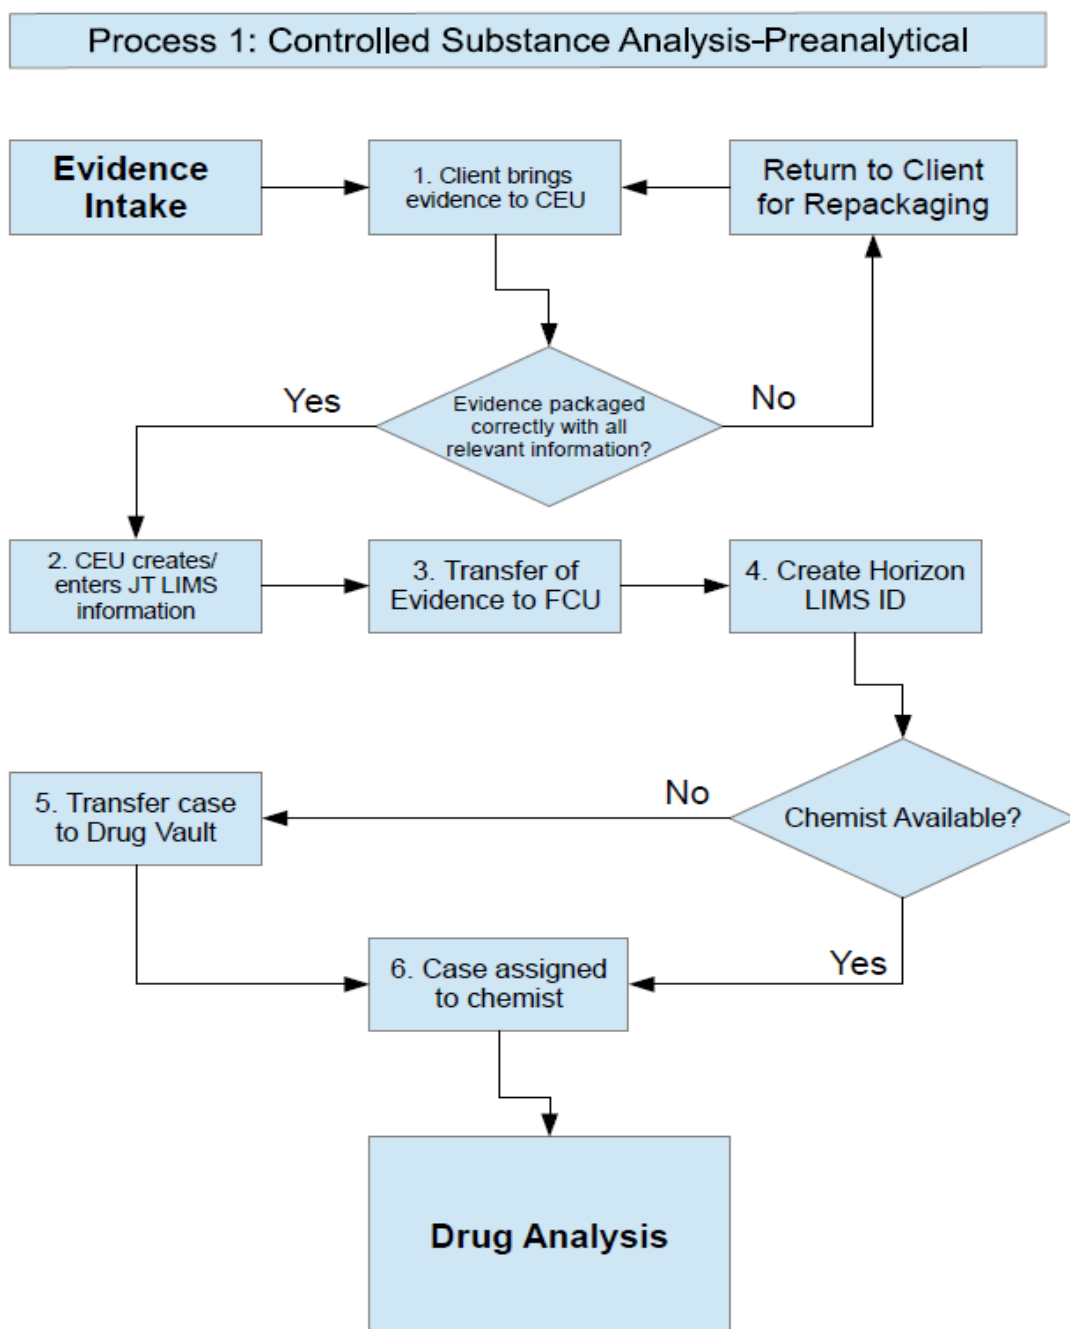 Process 1: Controlled Substance Analysis-Preanalytical
Evidence
Intake
1. Client brings
evidence to CEU
Return to Client
for Repackaging
Yes
Evidence packaged
correctly with all
relevant information?
No
2. CEU creates/
enters JT LIMS
information
3. Transfer of
Evidence to FCU
4. Create Horizon
LIMS ID
5. Transfer case
to Drug Vault
No
Chemist Available?
6. Case assigned
to chemist
Yes
Drug Analysis